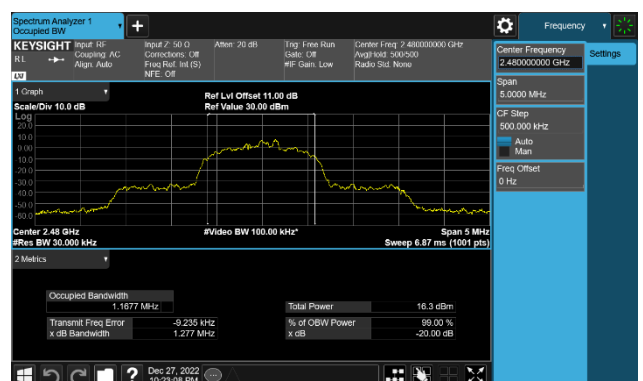 Spectrum Analyzer 1
Occupied BW
Frequency
KEYSIGHT
RL
LXI
Input: RF
Coupling: AC
Align: Auto
Input Z: 50 Ω
Corrections: Off
Freq Ref: Int (S)
NFE: Off
Atten: 20 dB
Trig: Free Run
Gate: Off
#IF Gain: Low
Center Freq: 2.480000000 GHz
Avg|Hold: 500/500
Radio Std: None
Center Frequency
2.480000000 GHz
Settings
Span
5.0000 MHz
CF Step
500.000 kHz
Auto
Man
Freq Offset
0 Hz
1 Graph
Scale/Div 10.0 dB
Ref Lvl Offset 11.00 dB
Ref Value 30.00 dBm
Log
20.0
10.0
0.00
-10.0
-20.0
-30.0
-40.0
-50.0
-60.0
Center 2.48 GHz
#Res BW 30.000 kHz
#Video BW 100.00 kHz*
Span 5 MHz
Sweep 6.87 ms (1001 pts)
2 Metrics
Occupied Bandwidth
1.1677 MHz
Total Power 16.3 dBm
Transmit Freq Error -9.235 kHz
% of OBW Power 99.00 %
x dB Bandwidth 1.277 MHz
x dB -20.00 dB
Dec 27, 2022
10:23:08 PM